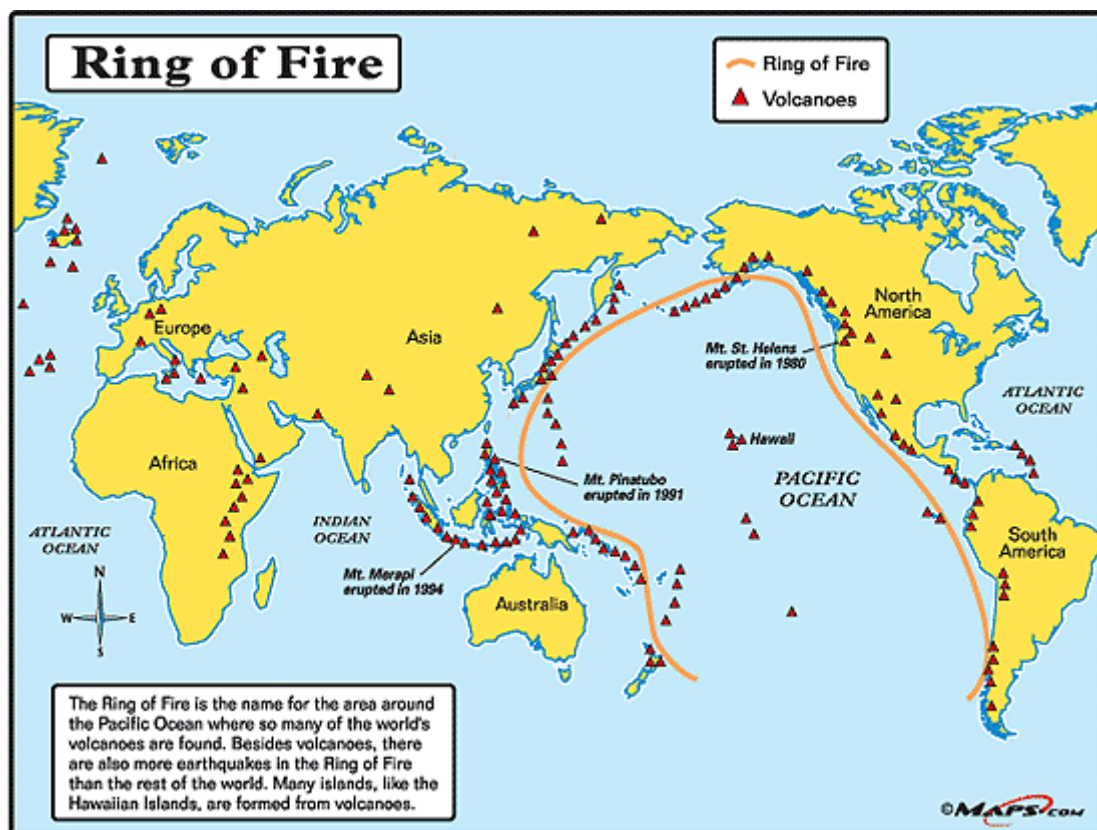 Ring of Fire
Ring of Fire
Volcanoes
Europe
Asia
North
America
Mt. St. Helens
erupted in 1980
ATLANTIC
OCEAN
Hawaii
Africa
Mt. Pinatubo
erupted in 1991
PACIFIC
OCEAN
ATLANTIC
OCEAN
INDIAN
OCEAN
South
America
Mt. Merapi
erupted in 1994
Australia
N
W
E
S
The Ring of Fire is the name for the area around
the Pacific Ocean where so many of the world's
volcanoes are found. Besides volcanoes, there
are also more earthquakes in the Ring of Fire
than the rest of the world. Many islands, like the
Hawaiian Islands, are formed from volcanoes.
©MAPS.COM